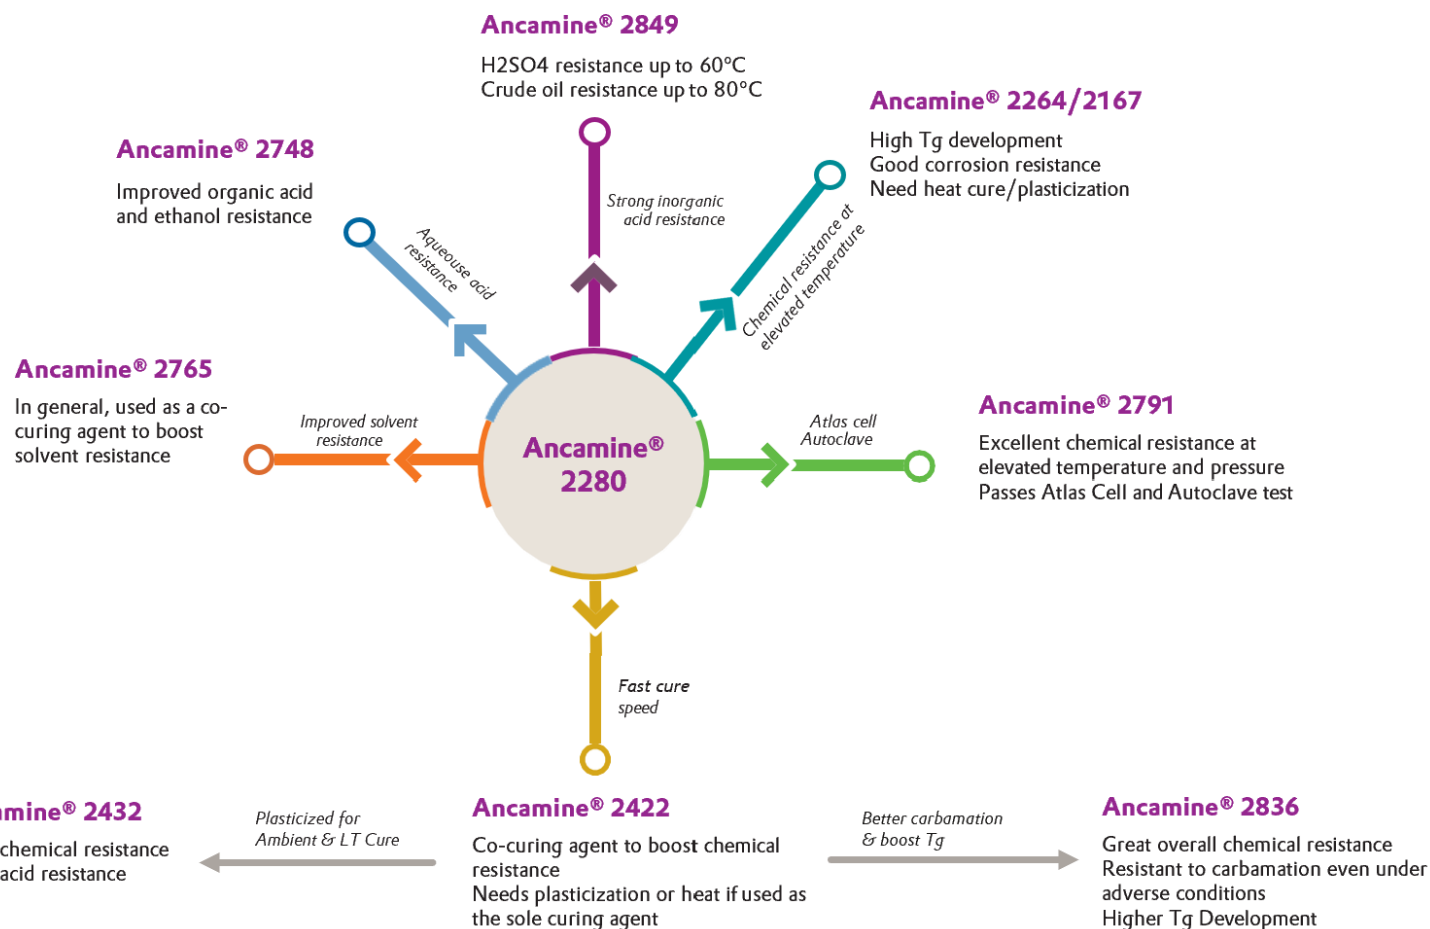 Ancamine® 2849
H2SO4 resistance up to 60°C
Crude oil resistance up to 80°C
Ancamine® 2264/2167
High Tg development
Good corrosion resistance
Need heat cure/plasticization
Ancamine® 2748
Improved organic acid
and ethanol resistance
Strong inorganic
acid resistance
Aqueouse acid
resistance
Chemical resistance at
elevated temperature
Ancamine® 2765
In general, used as a co-
curing agent to boost
solvent resistance
Improved solvent
resistance
Ancamine®
2280
Atlas cell
Autoclave
Ancamine® 2791
Excellent chemical resistance at
elevated temperature and pressure
Passes Atlas Cell and Autoclave test
Fast cure
speed
amine® 2432
chemical resistance
acid resistance
Plasticized for
Ambient & LT Cure
Ancamine® 2422
Co-curing agent to boost chemical
resistance
Needs plasticization or heat if used as
the sole curing agent
Better carbamation
& boost Tg
Ancamine® 2836
Great overall chemical resistance
Resistant to carbamation even under
adverse conditions
Higher Tg Development